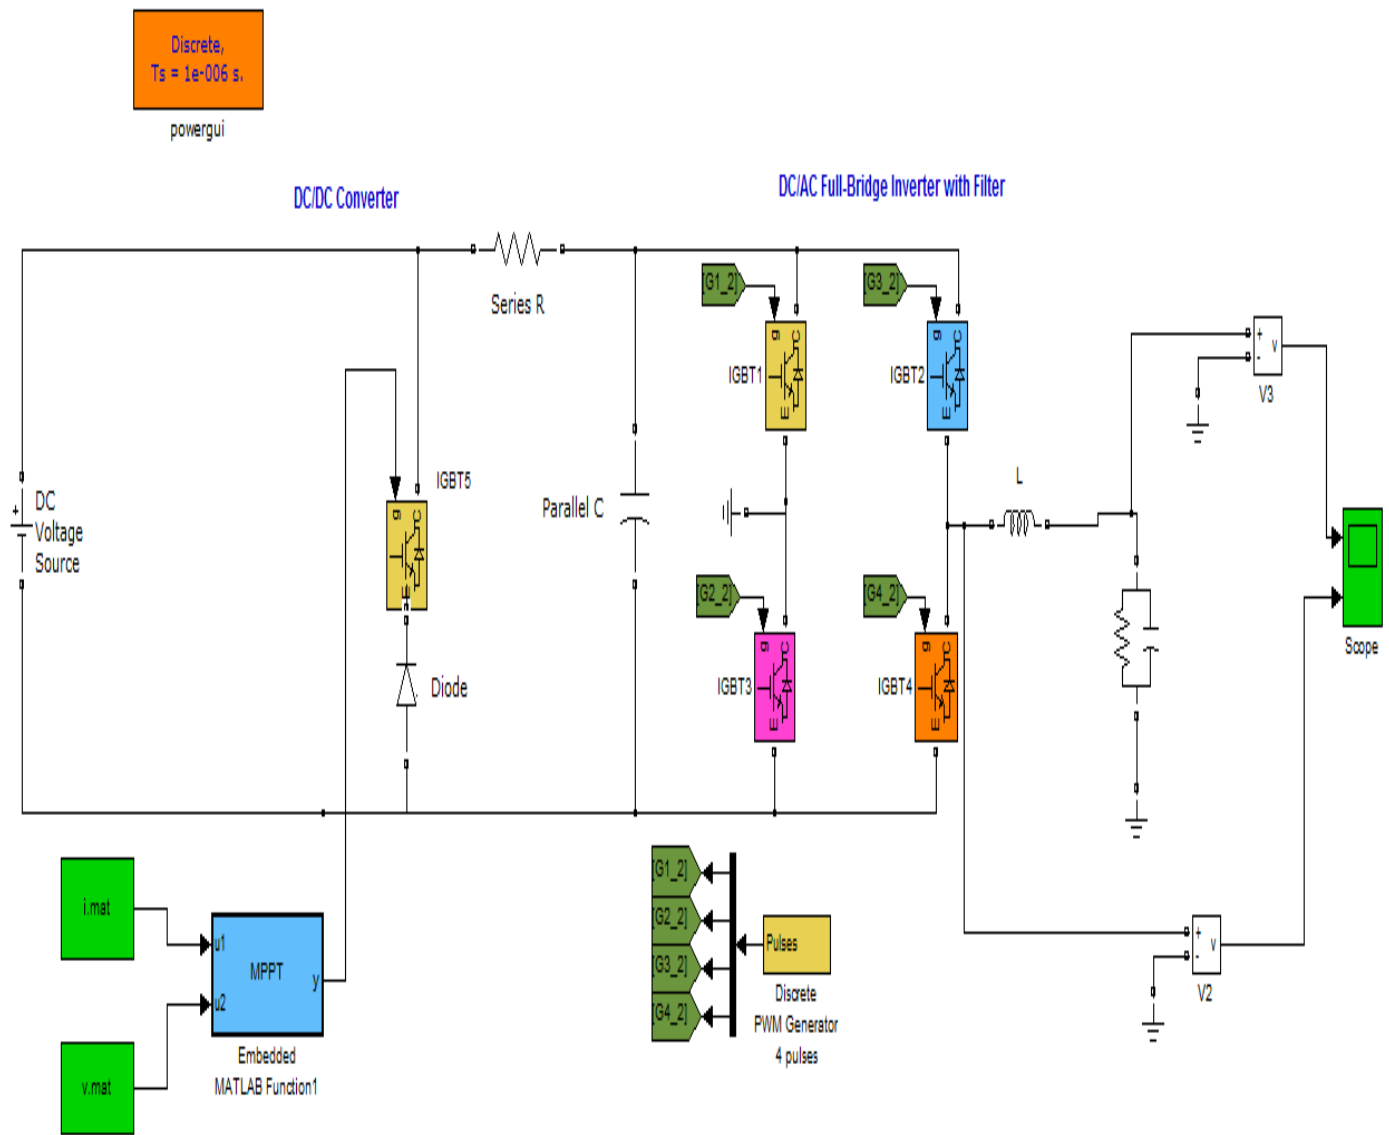 Discrete,
Ts = 1e-006 s.
powergui
DC/DC Converter
DC/AC Full-Bridge Inverter with Filter
Series R
[G1_2]
[G3_2]
g
C
E
IGBT1
g
C
E
IGBT2
+
-
v
V3
DC
Voltage
Source
+
IGBT5
g
C
E
Diode
Parallel C
L
[G2_2]
[G4_2]
g
C
E
IGBT3
g
C
E
IGBT4
Scope
i.mat
v.mat
u1
u2
MPPT
y
Embedded
MATLAB Function1
[G1_2]
[G2_2]
[G3_2]
[G4_2]
Pulses
Discrete
PWM Generator
4 pulses
+
-
v
V2